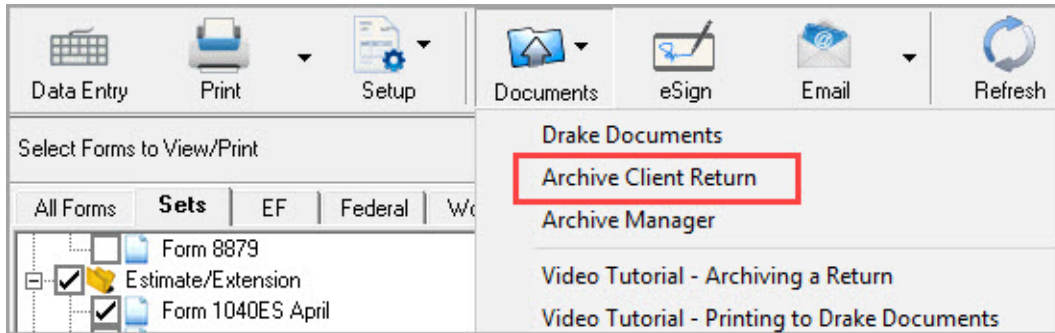 Data Entry Print Setup Documents eSign Email Refresh
Select Forms to View/Print
All Forms Sets EF Federal
Form 8879
Estimate/Extension
Form 1040ES April
Drake Documents
Archive Client Return
Archive Manager
Video Tutorial - Archiving a Return
Video Tutorial - Printing to Drake Documents